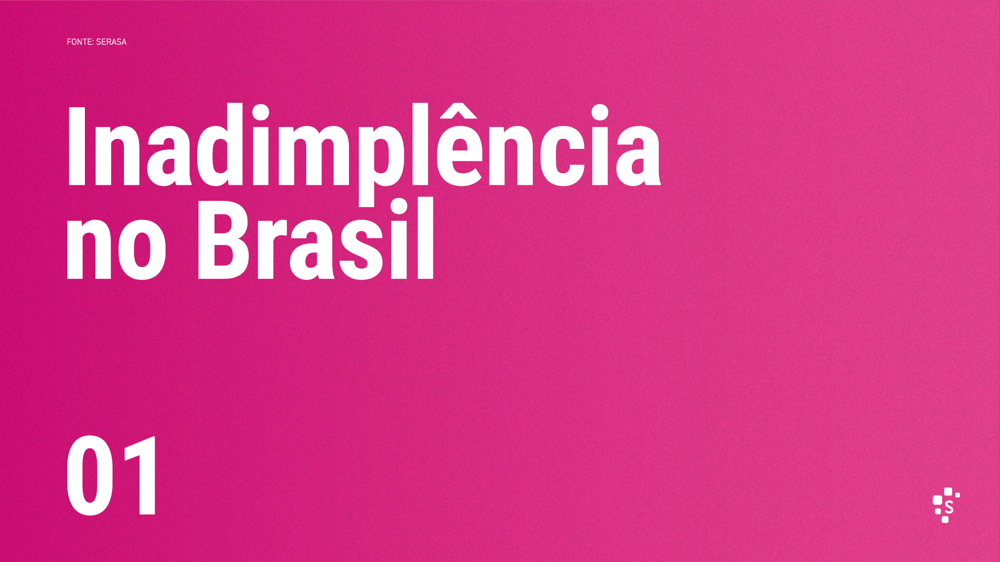 FONTE: SERASA
Inadimplência
no Brasil
01
S